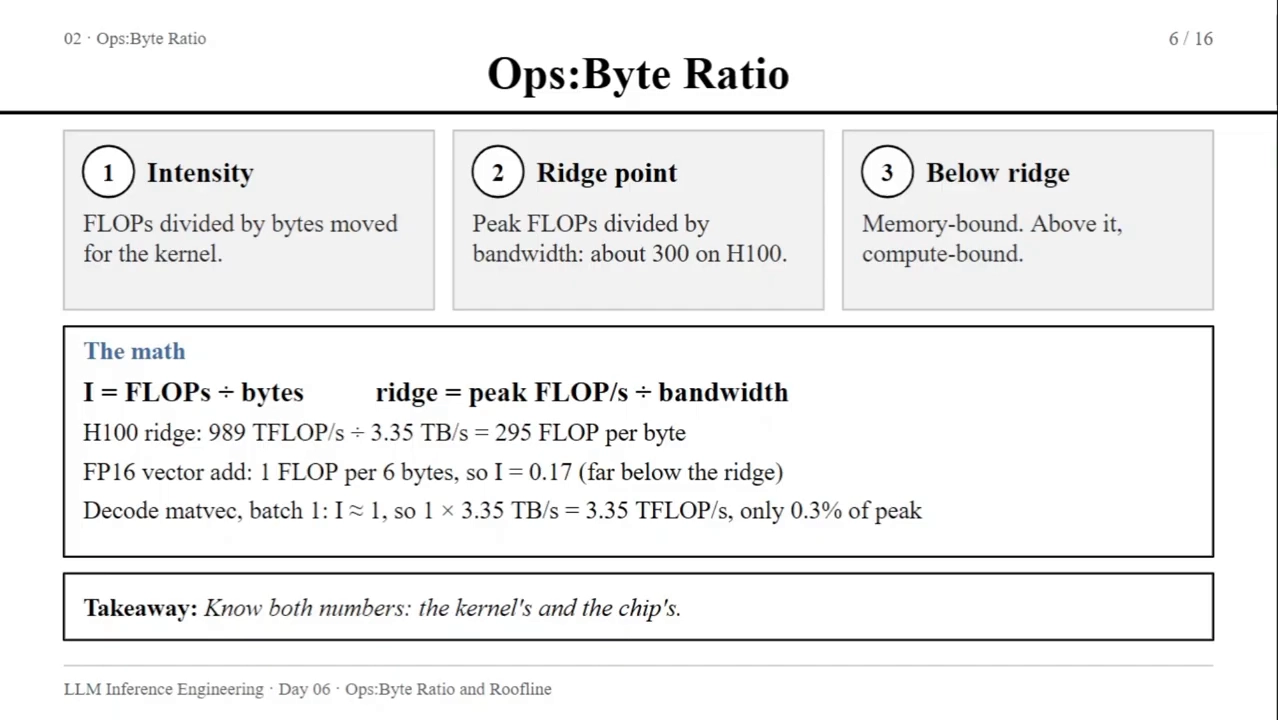 02 · Ops:Byte Ratio
6 / 16
Ops:Byte Ratio
1 Intensity
FLOPs divided by bytes moved
for the kernel.
2 Ridge point
Peak FLOPs divided by
bandwidth: about 300 on H100.
3 Below ridge
Memory-bound. Above it,
compute-bound.
The math
I = FLOPs ÷ bytes ridge = peak FLOP/s ÷ bandwidth
H100 ridge: 989 TFLOP/s ÷ 3.35 TB/s = 295 FLOP per byte
FP16 vector add: 1 FLOP per 6 bytes, so I = 0.17 (far below the ridge)
Decode matvec, batch 1: I ≈ 1, so 1 × 3.35 TB/s = 3.35 TFLOP/s, only 0.3% of peak
Takeaway: Know both numbers: the kernel's and the chip's.
LLM Inference Engineering · Day 06 · Ops:Byte Ratio and Roofline